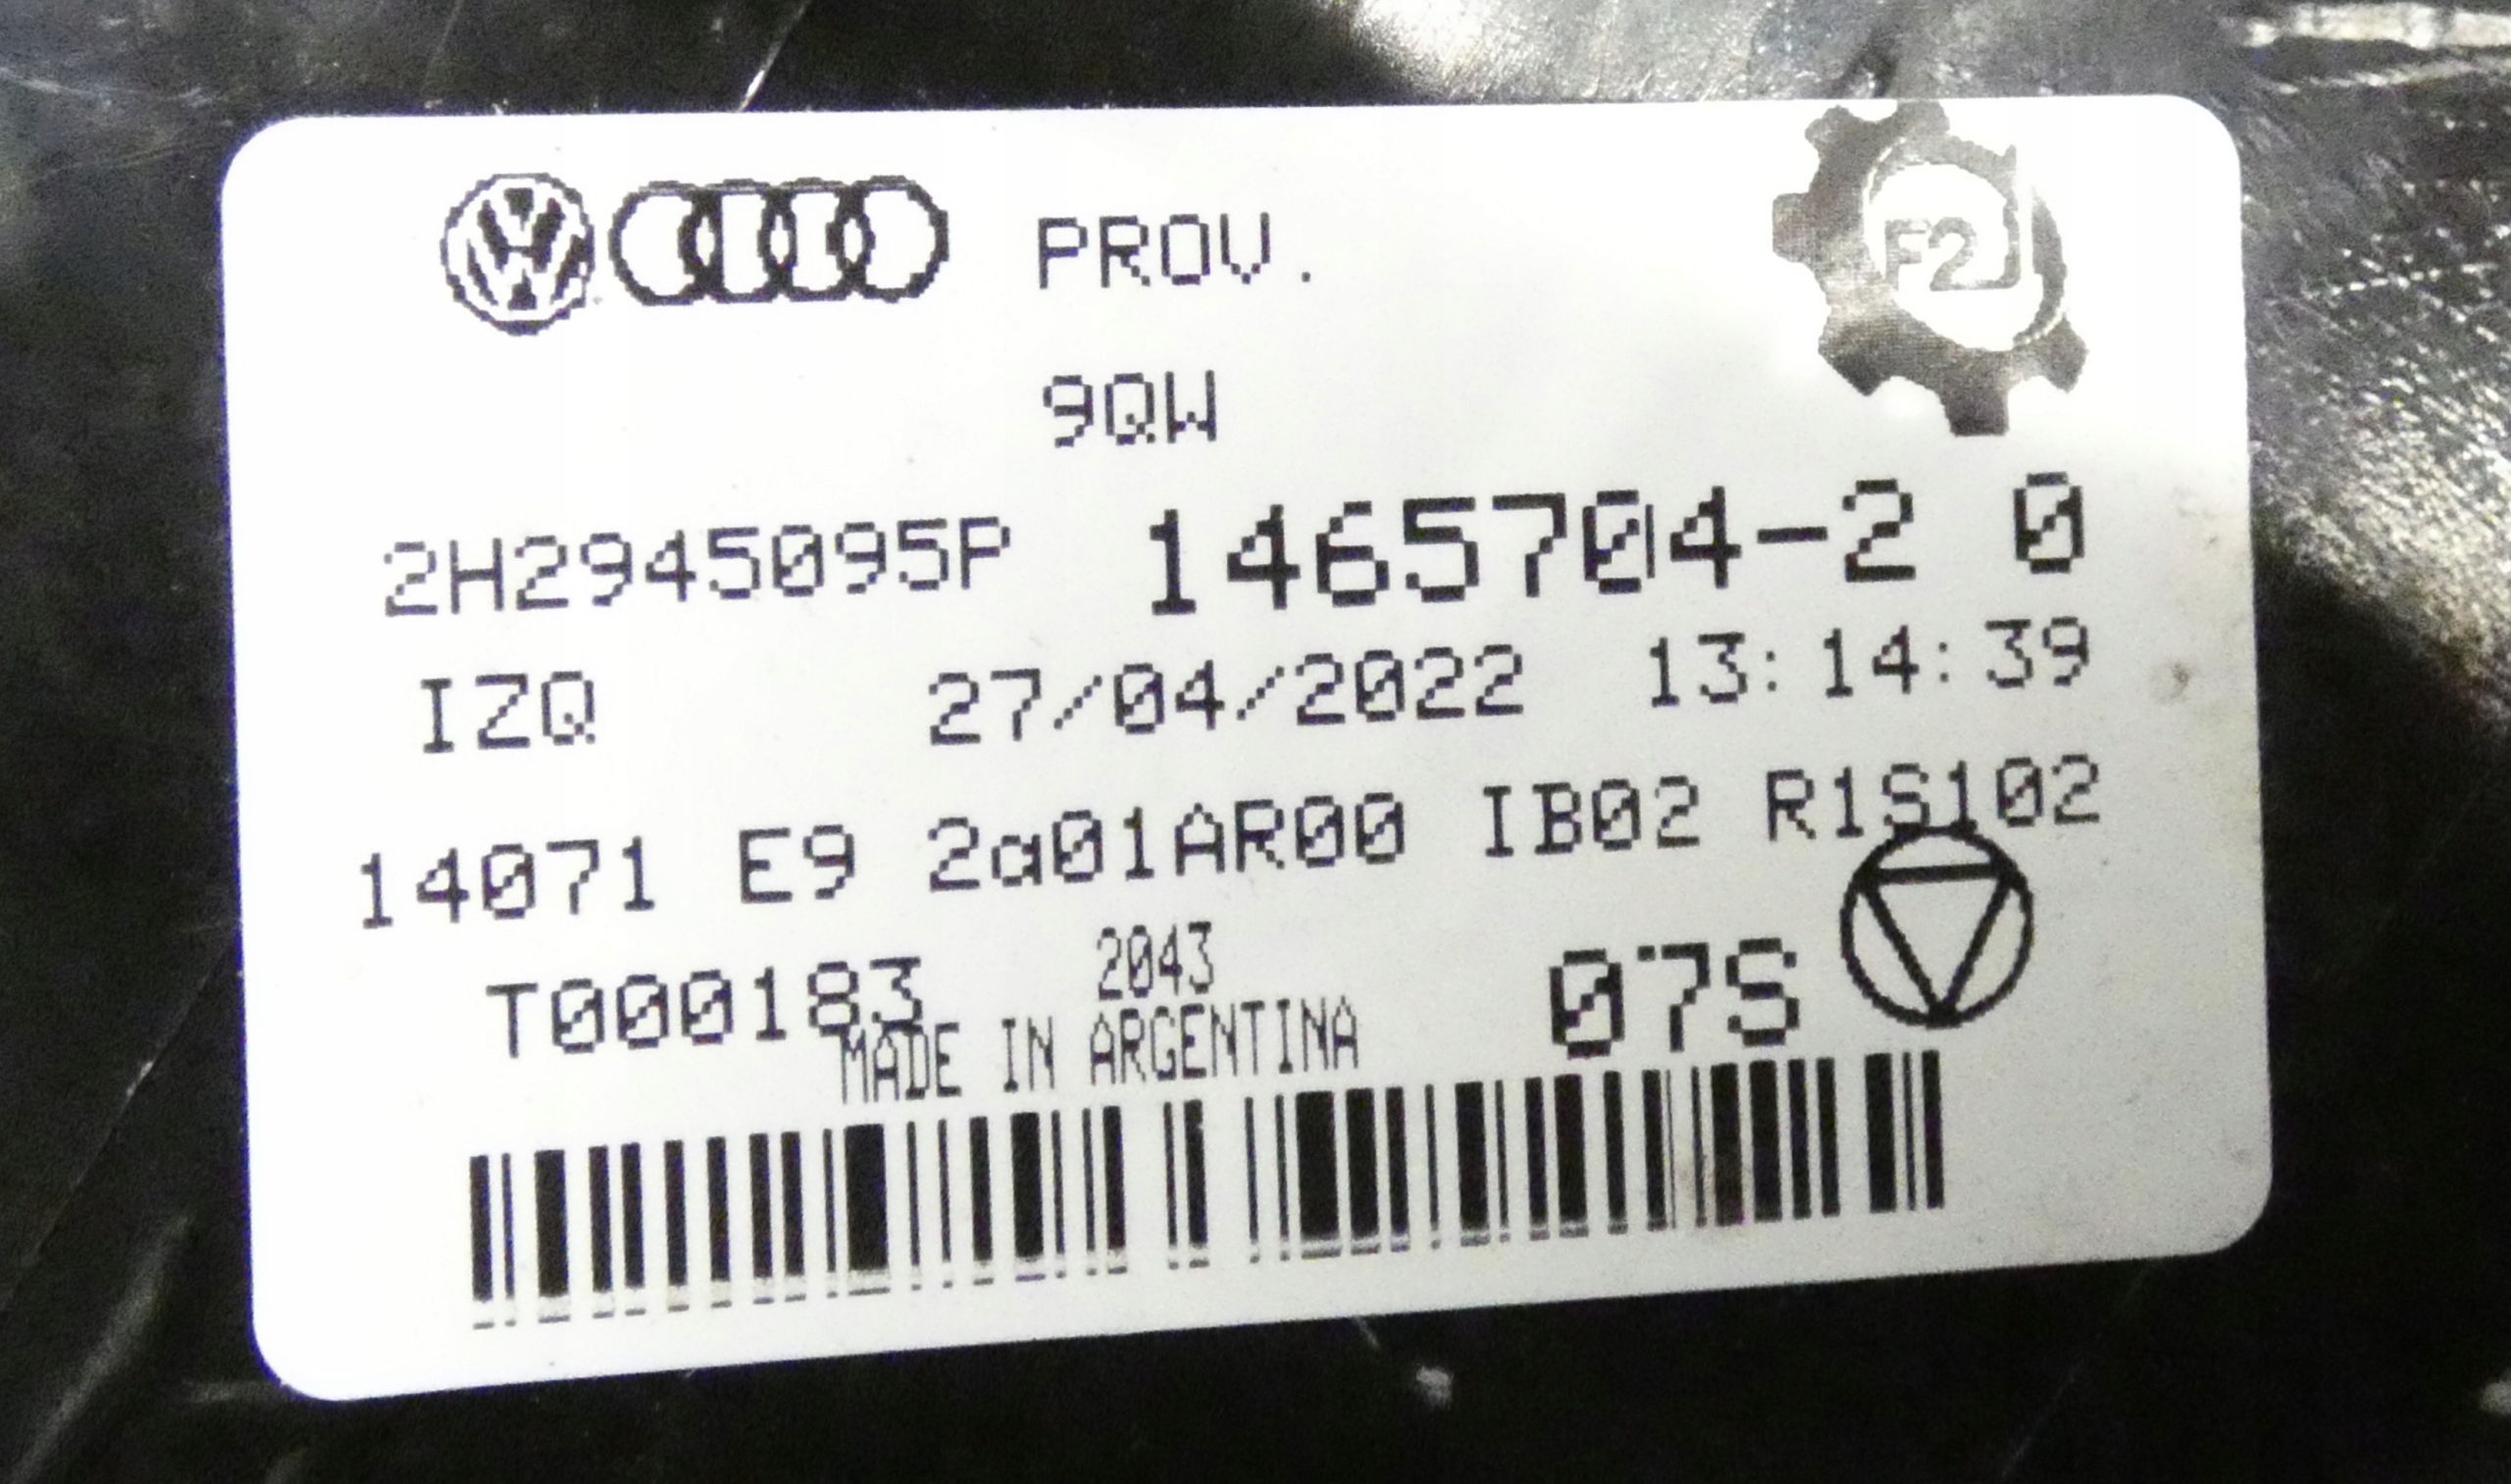 PROV.
F2J
9QW
2H2945095P 1465704-2 0
IZQ 27/04/2022 13:14:39
14071 E9 2a01AR00 IB02 R1S102
T000183 2043 07S
MADE IN ARGENTINA